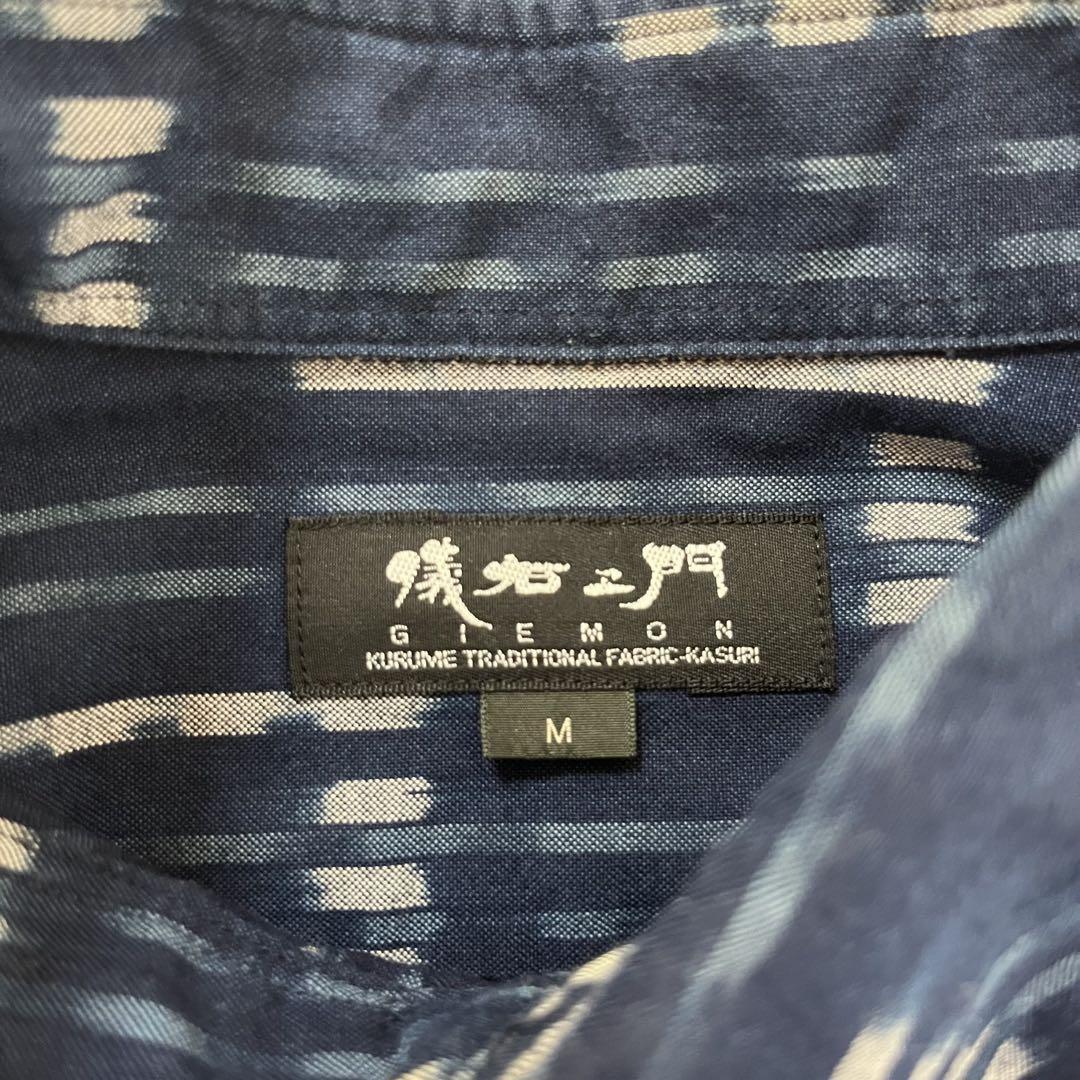 儀右ヱ門
GIEMON
KURUME TRADITIONAL FABRIC-KASURI
M